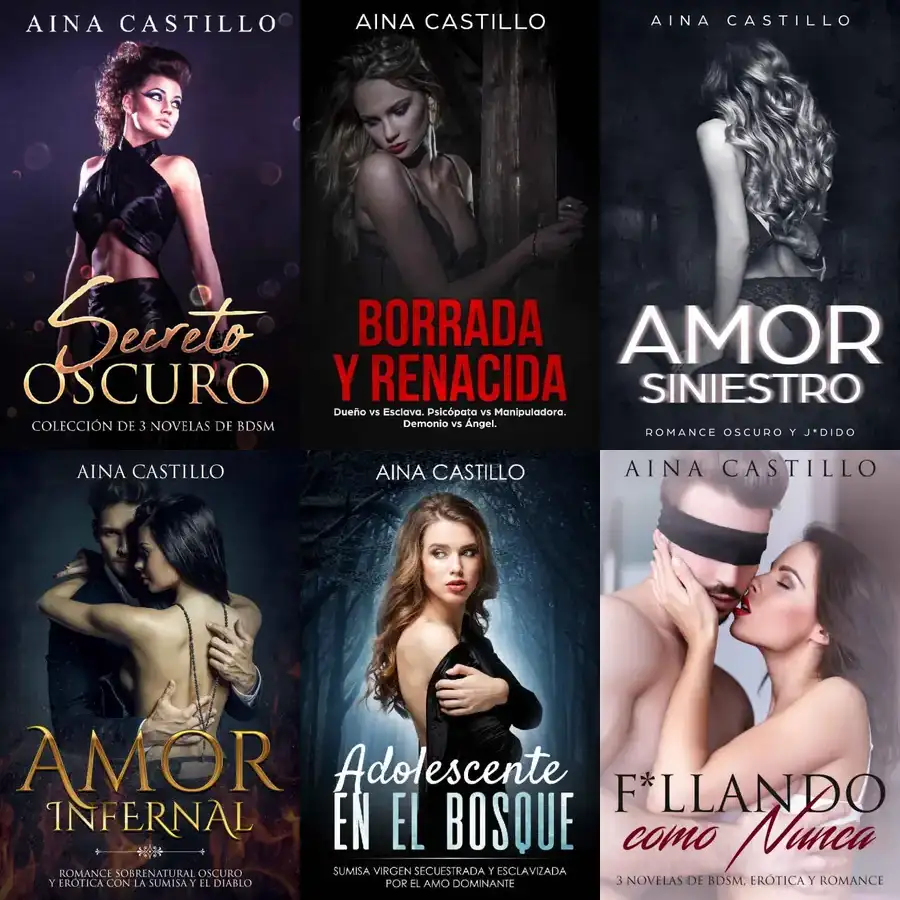 AINA CASTILLO
Secreto
OSCURO
COLECCIÓN DE 3 NOVELAS DE BDSM
AINA CASTILLO
BORRADA
Y RENACIDA
Dueño vs Esclava. Psicópata vs Manipuladora.
Demonio vs Ángel.
AINA CASTILLO
AMOR
SINIESTRO
ROMANCE OSCURO Y J*DIDO
AINA CASTILLO
AMOR
INFERNAL
ROMANCE SOBRENATURAL OSCURO
Y ERÓTICA CON LA SUMISA Y EL DIABLO
AINA CASTILLO
Adolescente
EN EL BOSQUE
SUMISA VIRGEN SECUESTRADA Y ESCLAVIZADA
POR EL AMO DOMINANTE
AINA CASTILLO
F*LLANDO
como Nunca
3 NOVELAS DE BDSM, ERÓTICA Y ROMANCE